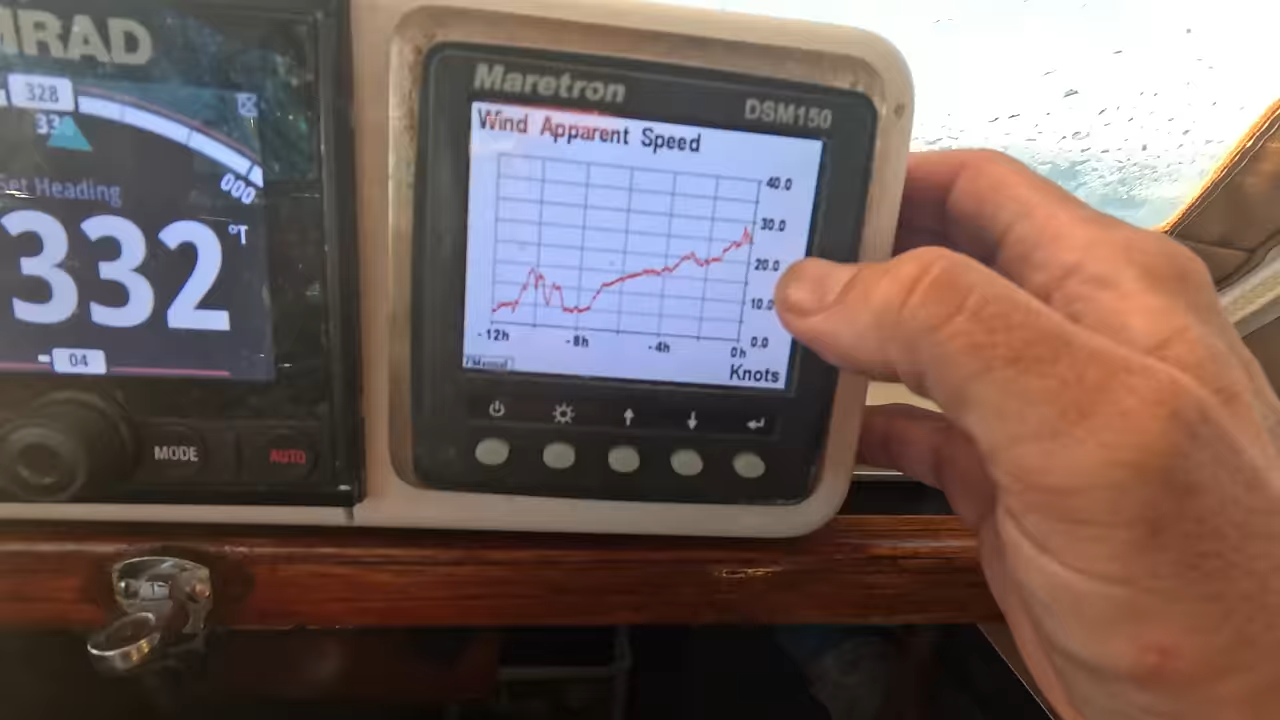 MRAD
328
33
000
Set Heading
332 °T
04
MODE
AUTO
Maretron
DSM150
Wind Apparent Speed
40.0
30.0
20.0
10.0
0.0
-12h -8h -4h 0h
Knots